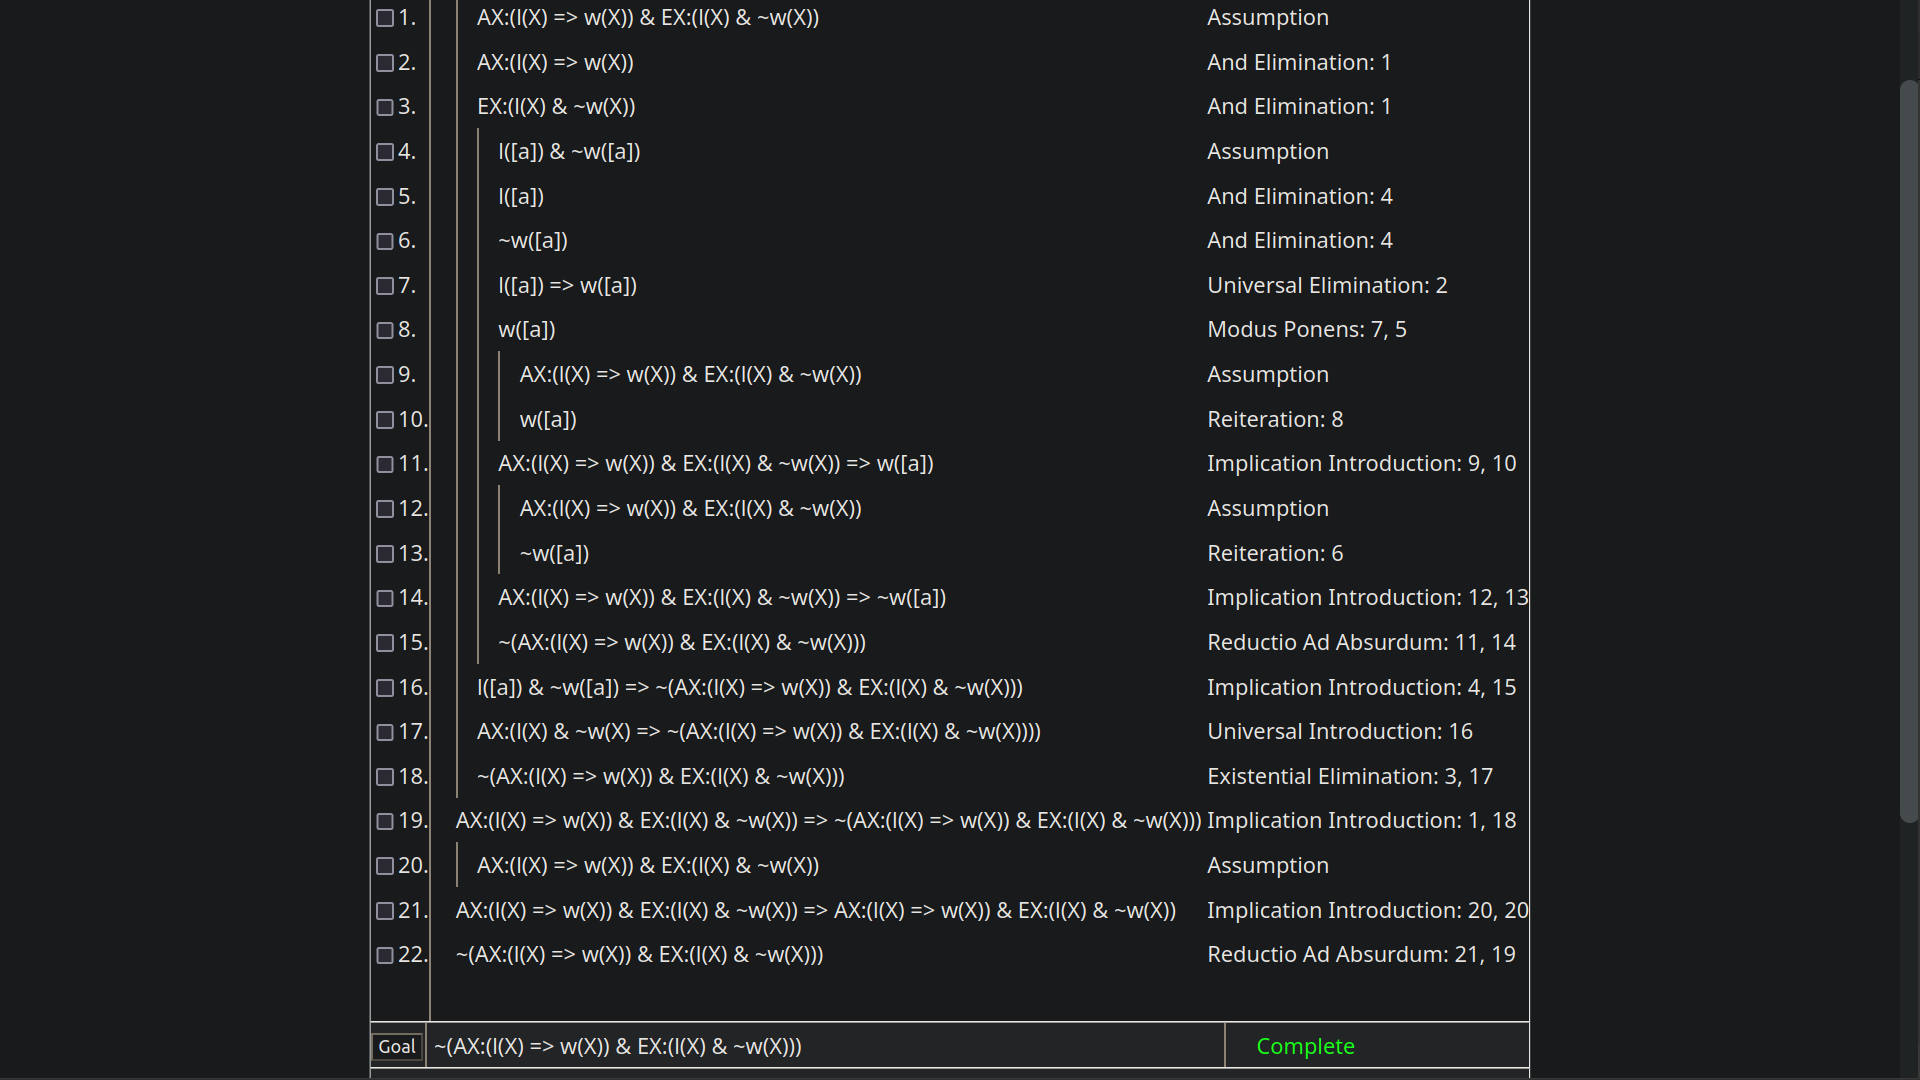 1. AX:(l(X) => w(X)) & EX:(l(X) & ~w(X)) Assumption
2. AX:(l(X) => w(X)) And Elimination: 1
3. EX:(l(X) & ~w(X)) And Elimination: 1
4. l([a]) & ~w([a]) Assumption
5. l([a]) And Elimination: 4
6. ~w([a]) And Elimination: 4
7. l([a]) => w([a]) Universal Elimination: 2
8. w([a]) Modus Ponens: 7, 5
9. AX:(l(X) => w(X)) & EX:(l(X) & ~w(X)) Assumption
10. w([a]) Reiteration: 8
11. AX:(l(X) => w(X)) & EX:(l(X) & ~w(X)) => w([a]) Implication Introduction: 9, 10
12. AX:(l(X) => w(X)) & EX:(l(X) & ~w(X)) Assumption
13. ~w([a]) Reiteration: 6
14. AX:(l(X) => w(X)) & EX:(l(X) & ~w(X)) => ~w([a]) Implication Introduction: 12, 13
15. ~(AX:(l(X) => w(X)) & EX:(l(X) & ~w(X))) Reductio Ad Absurdum: 11, 14
16. l([a]) & ~w([a]) => ~(AX:(l(X) => w(X)) & EX:(l(X) & ~w(X))) Implication Introduction: 4, 15
17. AX:(l(X) & ~w(X) => ~(AX:(l(X) => w(X)) & EX:(l(X) & ~w(X)))) Universal Introduction: 16
18. ~(AX:(l(X) => w(X)) & EX:(l(X) & ~w(X))) Existential Elimination: 3, 17
19. AX:(l(X) => w(X)) & EX:(l(X) & ~w(X)) => ~(AX:(l(X) => w(X)) & EX:(l(X) & ~w(X))) Implication Introduction: 1, 18
20. AX:(l(X) => w(X)) & EX:(l(X) & ~w(X)) Assumption
21. AX:(l(X) => w(X)) & EX:(l(X) & ~w(X)) => AX:(l(X) => w(X)) & EX:(l(X) & ~w(X)) Implication Introduction: 20, 20
22. ~(AX:(l(X) => w(X)) & EX:(l(X) & ~w(X))) Reductio Ad Absurdum: 21, 19
Goal ~(AX:(l(X) => w(X)) & EX:(l(X) & ~w(X))) Complete